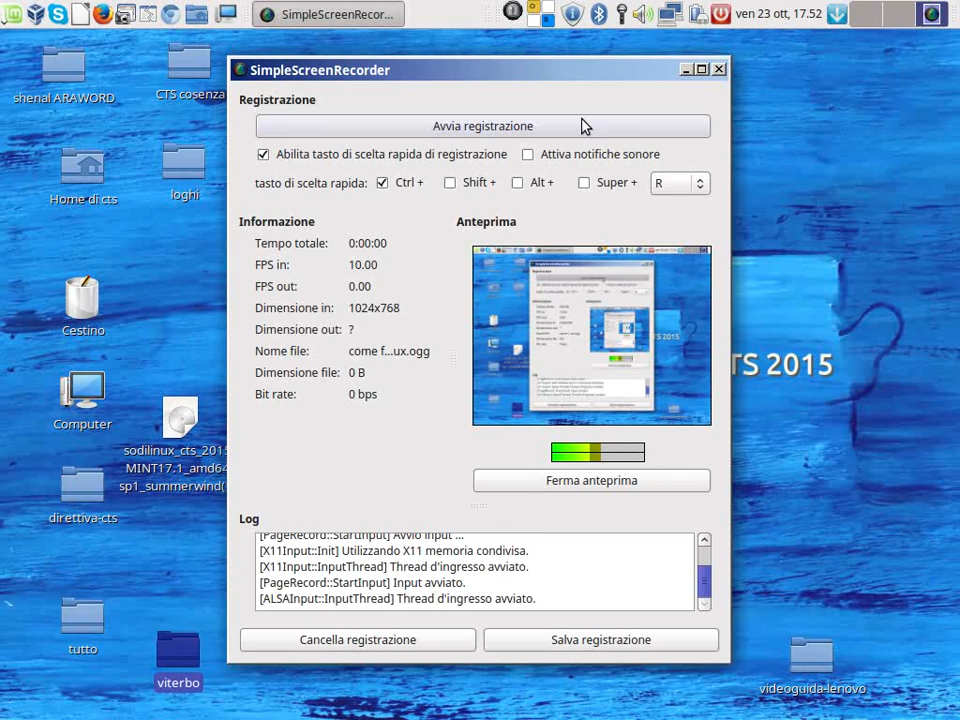 SimpleScreenRecor...
ven 23 ott, 17.52
shenal ARAWORD
CTS cosenza
Home di cts
loghi
Cestino
Computer
sodilinux_cts_201
MINT17.1_amd64
sp1_summerwind(
direttiva-cts
tutto
viterbo
videoguida-lenovo
TS 2015
SimpleScreenRecorder
Registrazione
Avvia registrazione
Abilita tasto di scelta rapida di registrazione
Attiva notifiche sonore
tasto di scelta rapida: Ctrl + Shift + Alt + Super + R
Informazione
Tempo totale: 0:00:00
FPS in: 10.00
FPS out: 0.00
Dimensione in: 1024x768
Dimensione out: ?
Nome file: come f...ux.ogg
Dimensione file: 0 B
Bit rate: 0 bps
Anteprima
Ferma anteprima
Log
[PageRecord::StartInput] Avvio input ...
[X11Input::Init] Utilizzando X11 memoria condivisa.
[X11Input::InputThread] Thread d'ingresso avviato.
[PageRecord::StartInput] Input avviato.
[ALSAInput::InputThread] Thread d'ingresso avviato.
Cancella registrazione
Salva registrazione